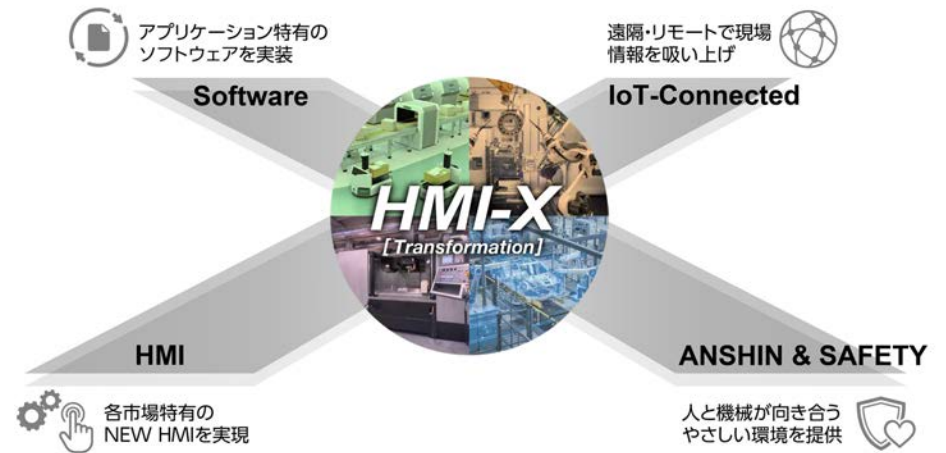 アプリケーション特有の
ソフトウェアを実装
Software
遠隔・リモートで現場
情報を吸い上げ
IoT-Connected
HMI-X
[Transformation]
HMI
各市場特有の
NEW HMIを実現
ANSHIN & SAFETY
人と機械が向き合う
やさしい環境を提供